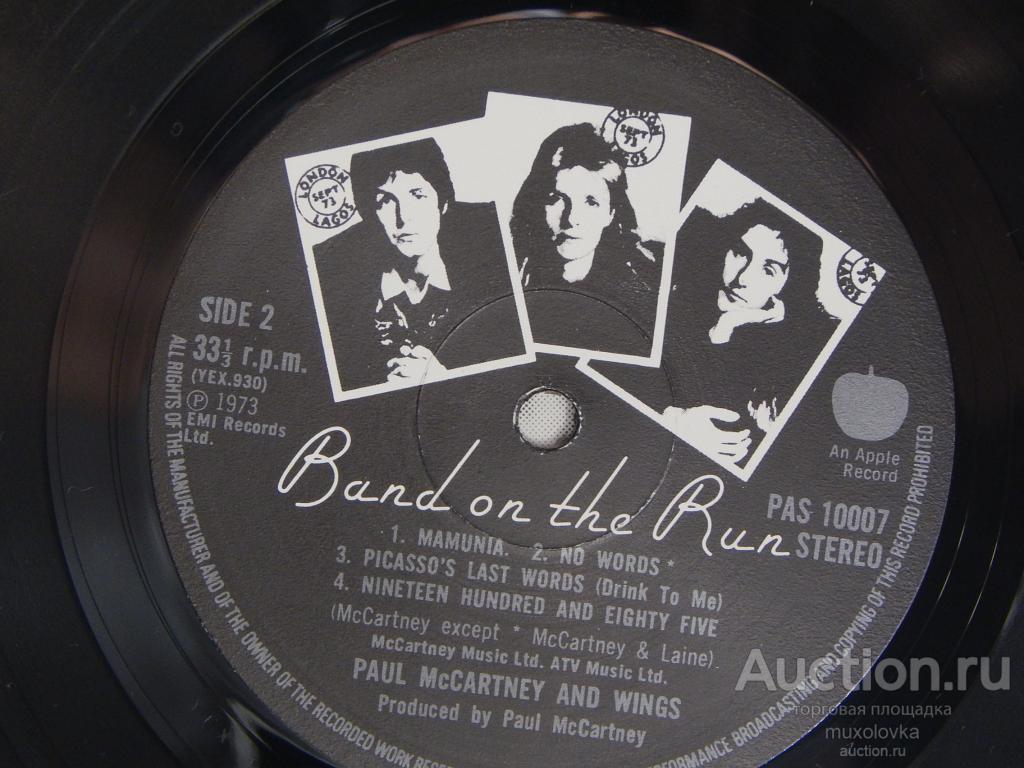 LONDON
SEPT
73
LAGOS
LONDON
SEPT
73
LAGOS
LONDON
LAGOS
SIDE 2
33⅓ r.p.m.
(YEX.930)
℗ 1973
EMI Records
Ltd.
An Apple
Record
PAS 10007
STEREO
Band on the Run
1. MAMUNIA. 2. NO WORDS *
3. PICASSO'S LAST WORDS (Drink To Me)
4. NINETEEN HUNDRED AND EIGHTY FIVE
(McCartney except * McCartney & Laine)
McCartney Music Ltd. ATV Music Ltd.
PAUL McCARTNEY AND WINGS
Produced by Paul McCartney
ALL RIGHTS OF THE MANUFACTURER AND OF THE OWNER OF THE RECORDED WORK
PERFORMANCE BROADCASTING AND COPYING OF THIS RECORD PROHIBITED
Auction.ru
торговая площадка
muxolovka
auction.ru